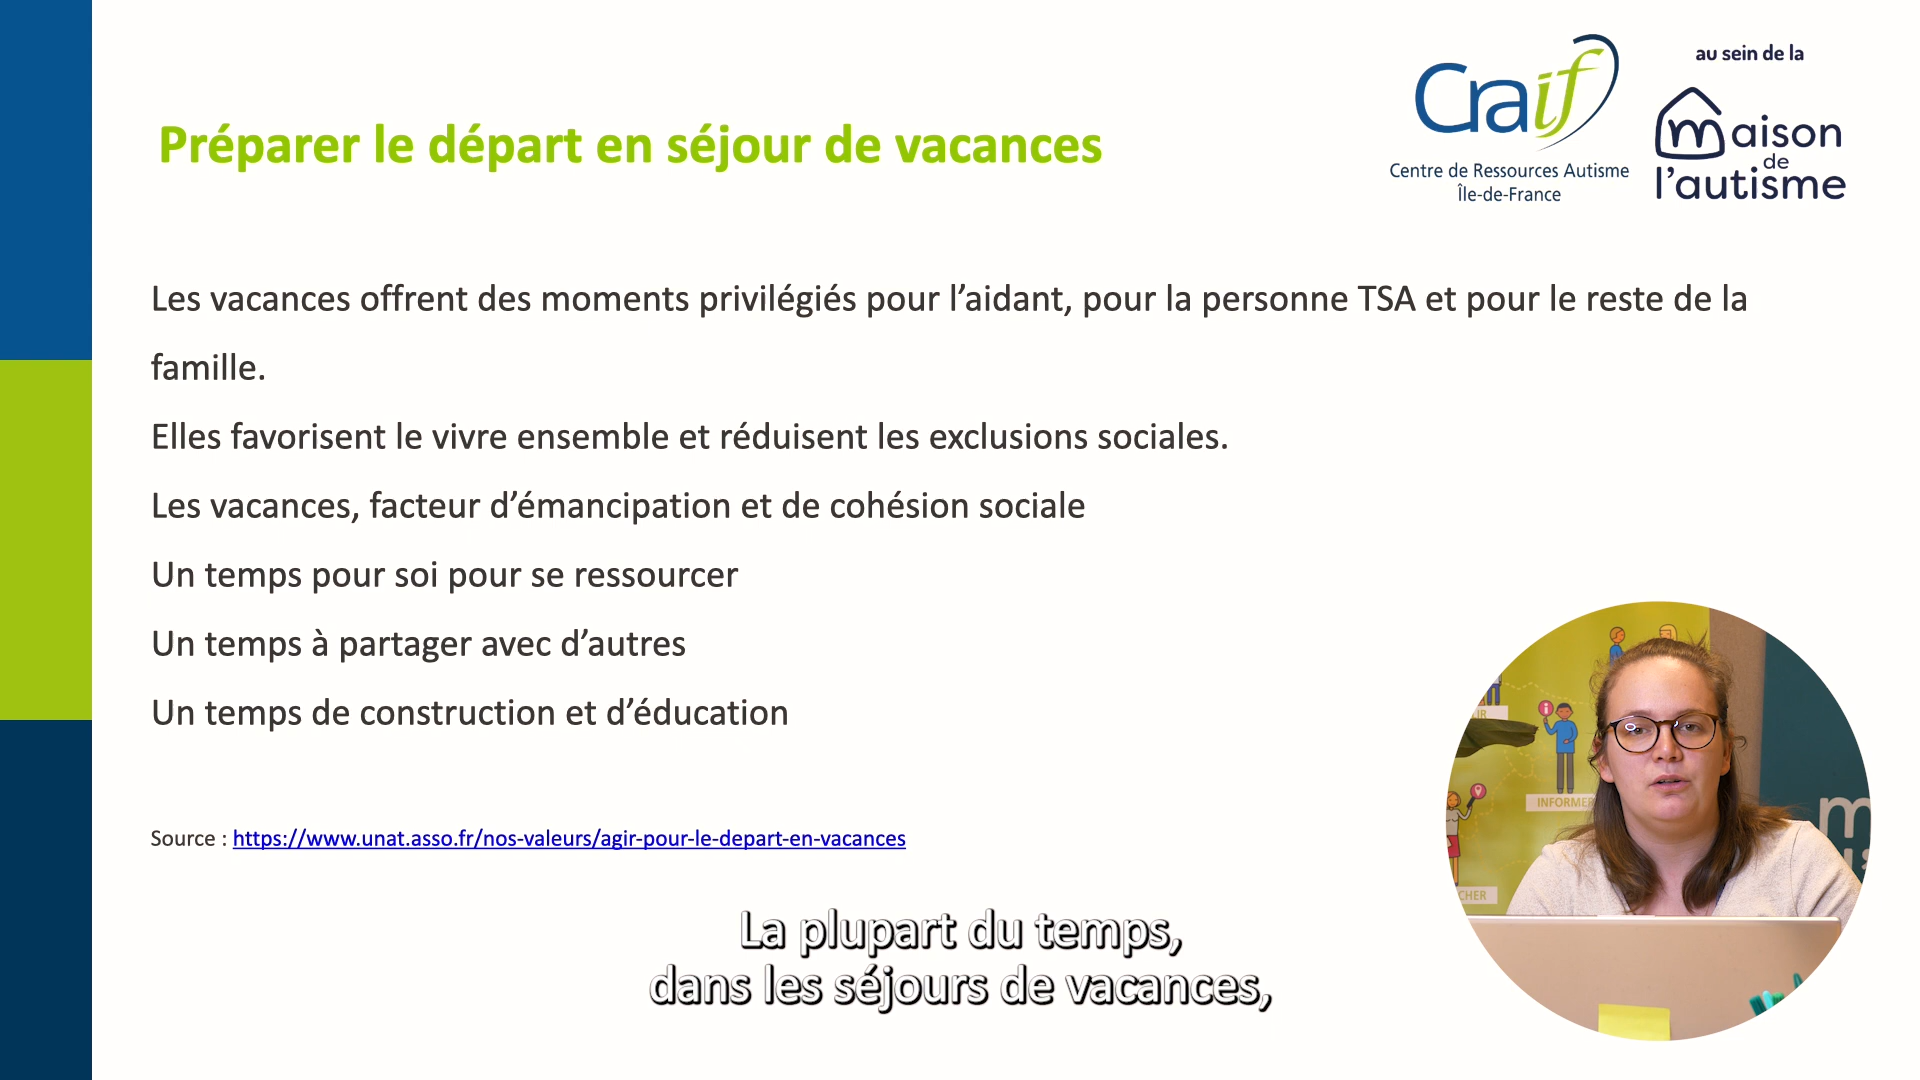 Craif
Centre de Ressources Autisme
Île-de-France
au sein de la
maison
de
l'autisme
Préparer le départ en séjour de vacances
Les vacances offrent des moments privilégiés pour l’aidant, pour la personne TSA et pour le reste de la
famille.
Elles favorisent le vivre ensemble et réduisent les exclusions sociales.
Les vacances, facteur d’émancipation et de cohésion sociale
Un temps pour soi pour se ressourcer
Un temps à partager avec d’autres
Un temps de construction et d’éducation
Source : https://www.unat.asso.fr/nos-valeurs/agir-pour-le-depart-en-vacances
INFORMER
CHER
La plupart du temps,
dans les séjours de vacances,